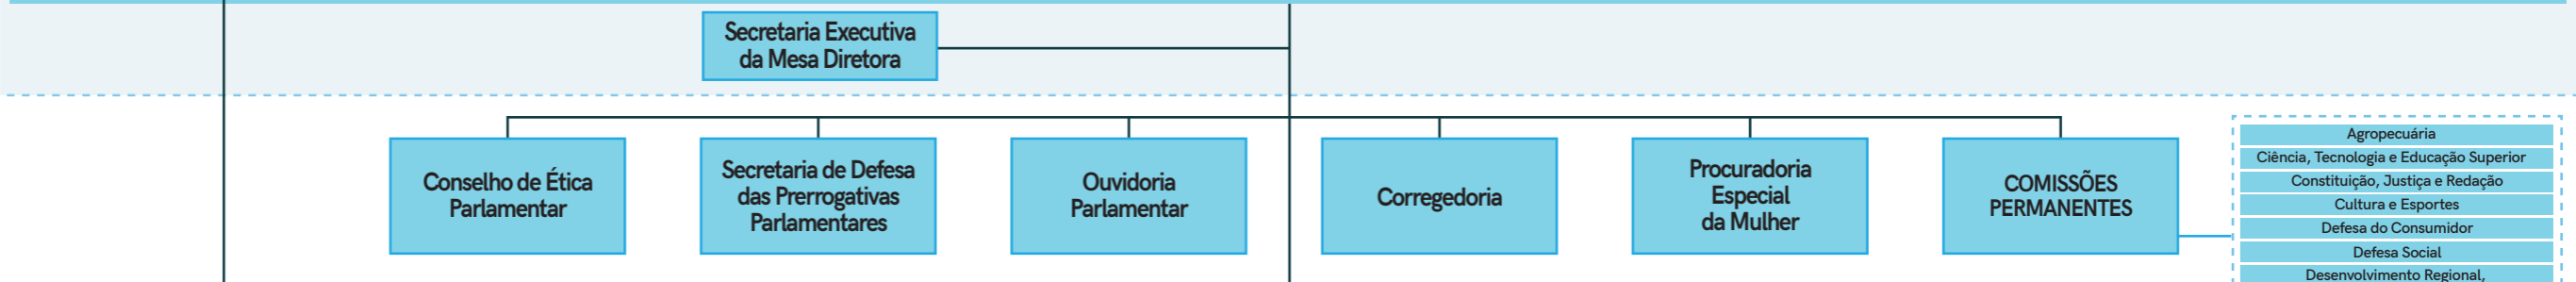 Secretaria Executiva
da Mesa Diretora
Conselho de Ética
Parlamentar
Secretaria de Defesa
das Prerrogativas
Parlamentares
Ouvidoria
Parlamentar
Corregedoria
Procuradoria
Especial
da Mulher
COMISSÕES
PERMANENTES
Agropecuária
Ciência, Tecnologia e Educação Superior
Constituição, Justiça e Redação
Cultura e Esportes
Defesa do Consumidor
Defesa Social
Desenvolvimento Regional,